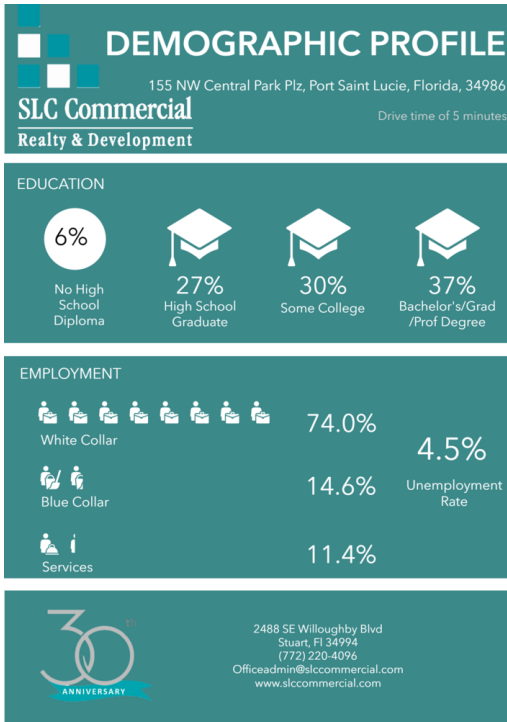 DEMOGRAPHIC PROFILE
155 NW Central Park Plz, Port Saint Lucie, Florida, 34986
SLC Commercial
Realty & Development
Drive time of 5 minutes
EDUCATION
6%
No High
School
Diploma
27%
High School
Graduate
30%
Some College
37%
Bachelor's/Grad
/Prof Degree
EMPLOYMENT
White Collar
74.0%
Blue Collar
14.6%
Services
11.4%
4.5%
Unemployment
Rate
30TH
ANNIVERSARY
2488 SE Willoughby Blvd
Stuart, Fl 34994
(772) 220-4096
Officeadmin@slccommercial.com
www.slccommercial.com